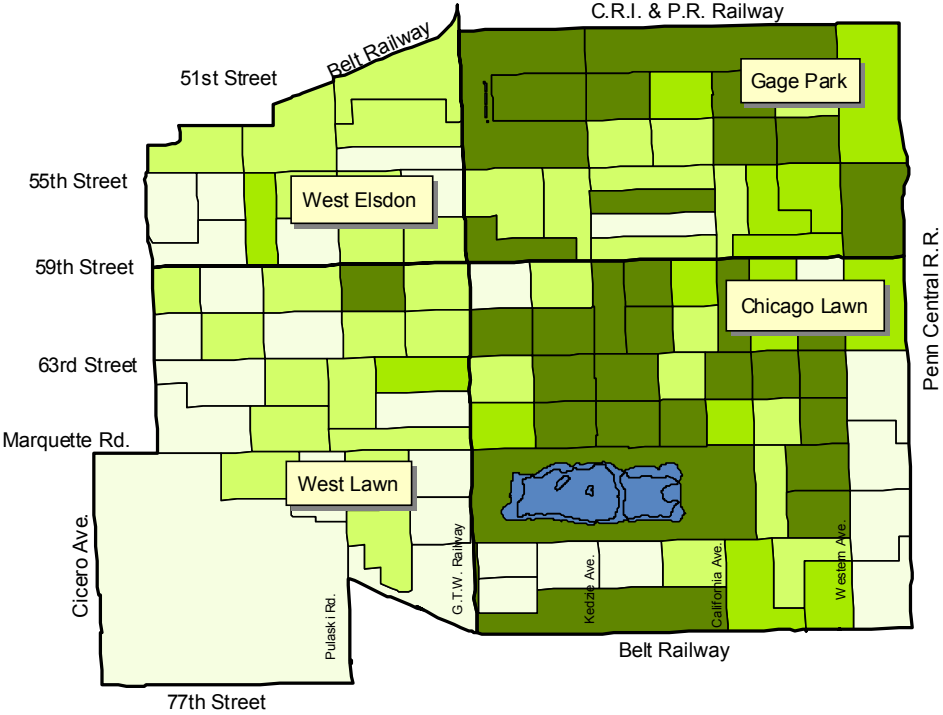 C.R.I. & P.R. Railway
Belt Railway
51st Street
Gage Park
55th Street
West Elsdon
59th Street
Penn Central R.R.
Chicago Lawn
63rd Street
Marquette Rd.
West Lawn
Cicero Ave.
G.T.W. Railway
Kedzie Ave.
California Ave.
Western Ave.
Pulaski Rd.
Belt Railway
77th Street